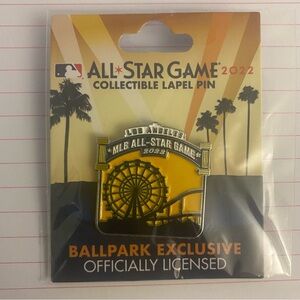 ALL★STAR GAME 2022
COLLECTIBLE LAPEL PIN
LOS ANGELES
MLB ALL-STAR GAME
2022
BALLPARK EXCLUSIVE
OFFICIALLY LICENSED